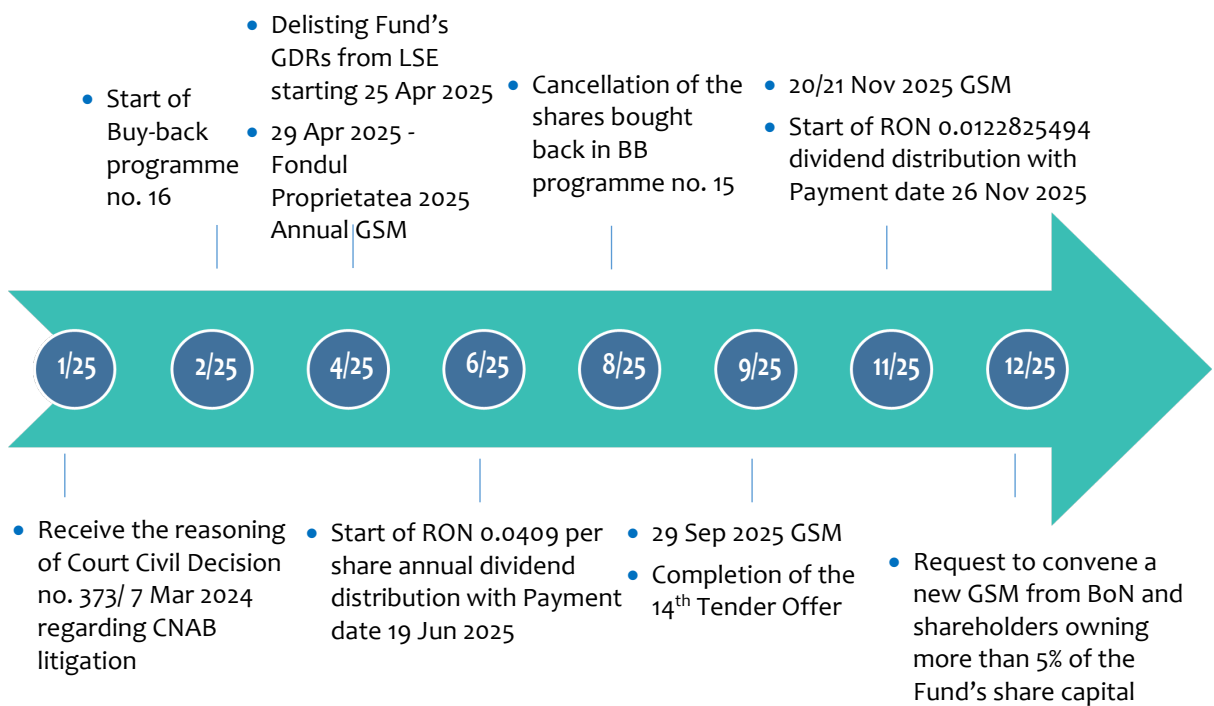 • Start of
Buy-back
programme
no. 16
• Delisting Fund’s
GDRs from LSE
starting 25 Apr 2025
• 29 Apr 2025 -
Fondul
Proprietatea 2025
Annual GSM
• Cancellation of the
shares bought
back in BB
programme no. 15
• 20/21 Nov 2025 GSM
• Start of RON 0.0122825494
dividend distribution with
Payment date 26 Nov 2025
1/25
2/25
4/25
6/25
8/25
9/25
11/25
12/25
• Receive the reasoning
of Court Civil Decision
no. 373/ 7 Mar 2024
regarding CNAB
litigation
• Start of RON 0.0409 per
share annual dividend
distribution with Payment
date 19 Jun 2025
• 29 Sep 2025 GSM
• Completion of the
14th Tender Offer
• Request to convene a
new GSM from BoN and
shareholders owning
more than 5% of the
Fund’s share capital